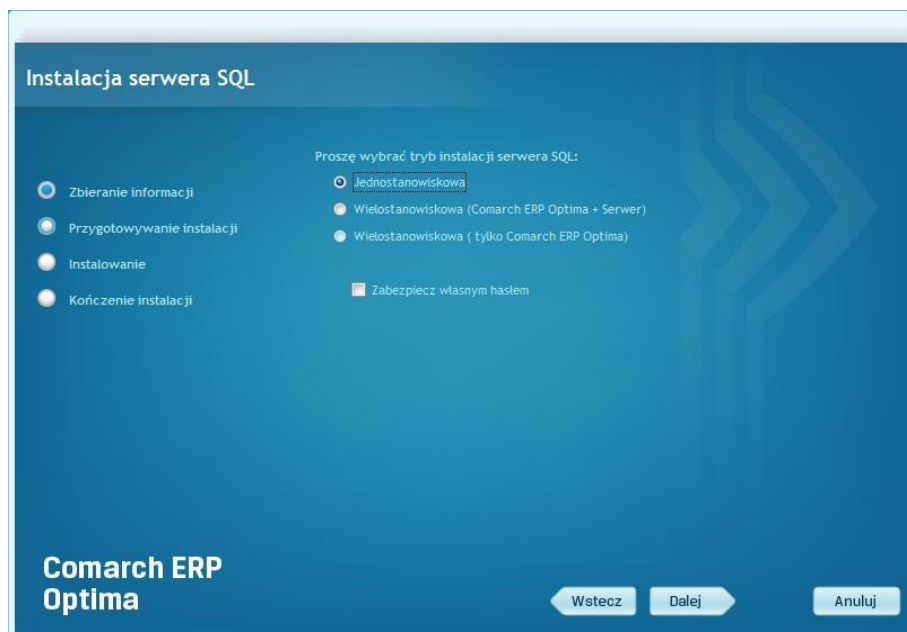 Instalacja serwera SQL
Proszę wybrać tryb instalacji serwera SQL:
Jednostanowiskowa
Wielostanowiskowa (Comarch ERP Optima + Serwer)
Wielostanowiskowa ( tylko Comarch ERP Optima)
Zabezpiecz własnym hasłem
Zbieranie informacji
Przygotowywanie instalacji
Instalowanie
Kończenie instalacji
Comarch ERP
Optima
Wstecz
Dalej
Anuluj